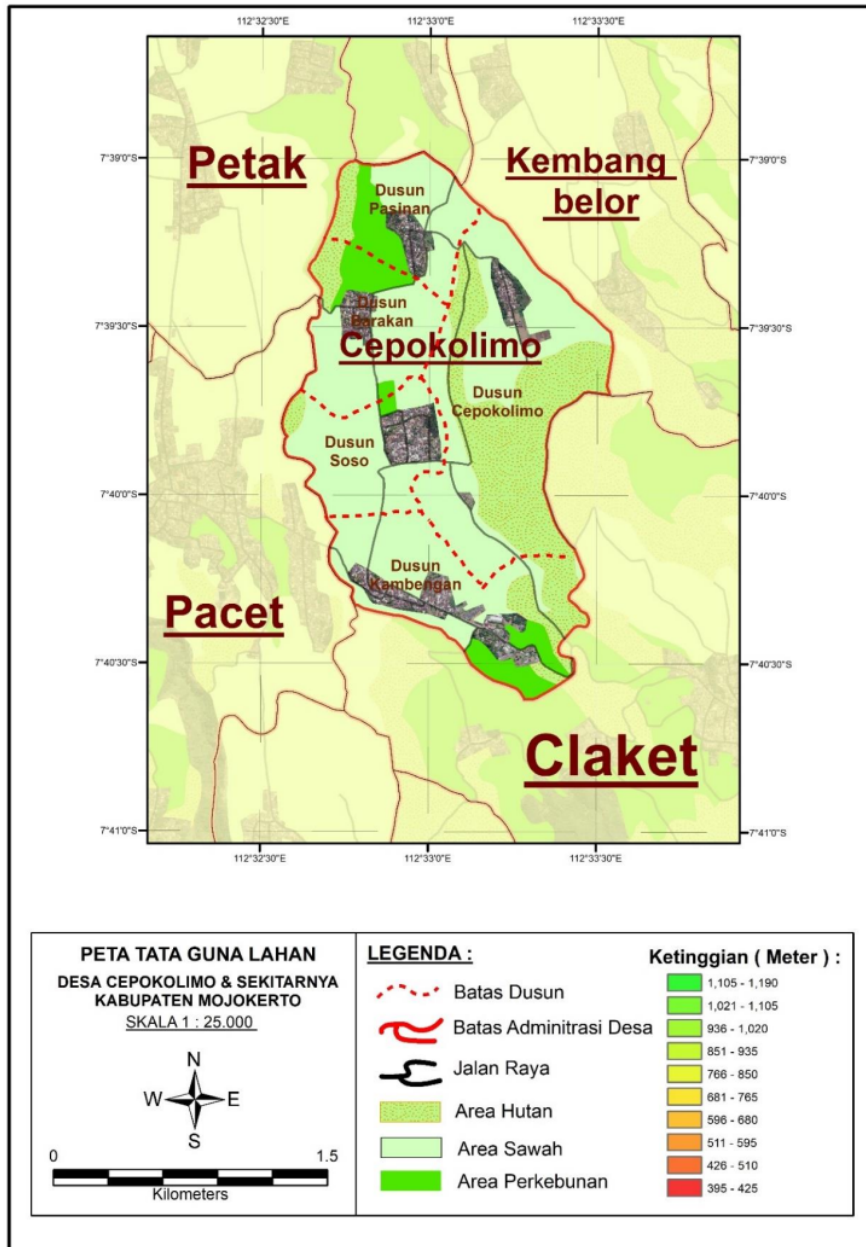 112°32'30"E 112°33'0"E 112°33'30"E
7°39'0"S 7°39'0"S
Petak
Kembang
belor
Dusun
Pasinan
Dusun
Barakan
7°39'30"S 7°39'30"S
Cepokolimo
Dusun
Cepokolimo
Dusun
Soso
7°40'0"S 7°40'0"S
Dusun
Kambengan
Pacet
7°40'30"S 7°40'30"S
Claket
7°41'0"S 7°41'0"S
112°32'30"E 112°33'0"E 112°33'30"E
PETA TATA GUNA LAHAN
DESA CEPOKOLIMO & SEKITARNYA
KABUPATEN MOJOKERTO
SKALA 1 : 25.000
N
W E
S
0 1.5
Kilometers
LEGENDA :
Batas Dusun
Batas Adminitrasi Desa
Jalan Raya
Area Hutan
Area Sawah
Area Perkebunan
Ketinggian ( Meter ) :
1,105 - 1,190
1,021 - 1,105
936 - 1,020
851 - 935
766 - 850
681 - 765
596 - 680
511 - 595
426 - 510
395 - 425